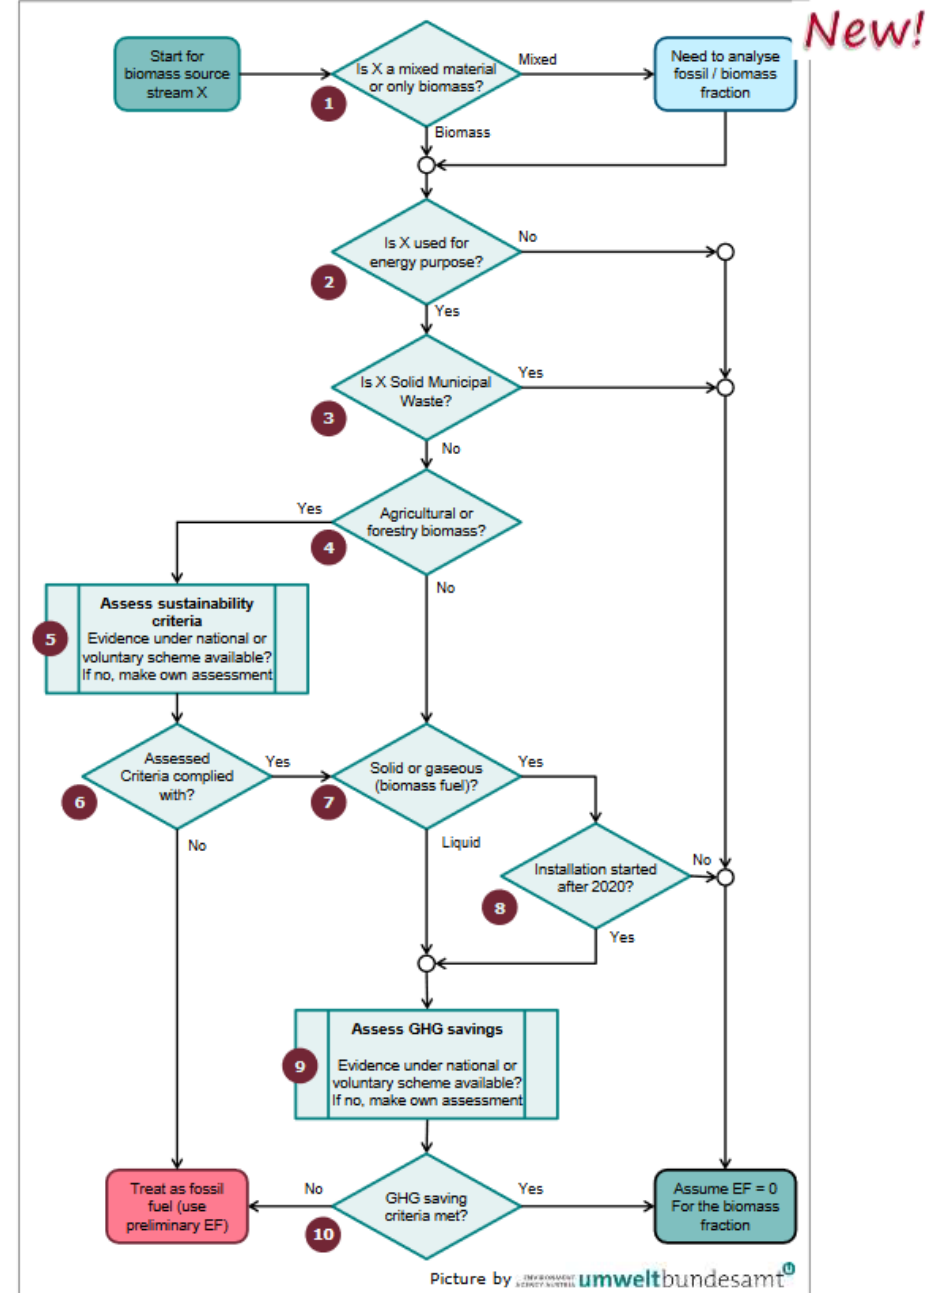 New!
Start for
biomass source
stream X
Is X a mixed material
or only biomass?
Mixed
Need to analyse
fossil / biomass
fraction
1
Biomass
Is X used for
energy purpose?
No
2
Yes
Is X Solid Municipal
Waste?
Yes
3
No
Agricultural or
forestry biomass?
Yes
4
No
Assess sustainability
criteria
Evidence under national or
voluntary scheme available?
If no, make own assessment
5
Assessed
Criteria complied
with?
Yes
6
No
Solid or gaseous
(biomass fuel)?
Yes
7
Liquid
Installation started
after 2020?
No
8
Yes
Assess GHG savings
Evidence under national or
voluntary scheme available?
If no, make own assessment
9
Treat as fossil
fuel (use
preliminary EF)
No
GHG saving
criteria met?
Yes
10
Assume EF = 0
For the biomass
fraction
Picture by ENVIRONMENT AGENCY AUSTRIA umweltbundesamt